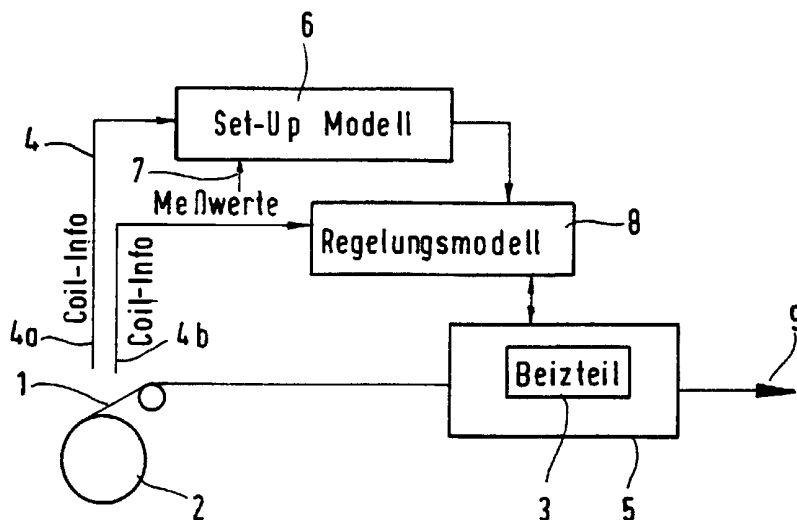 6
Set-Up Modell
4
7
Meßwerte
8
Regelungsmodell
Coil-Info
Coil-Info
4a
4b
9
1
Beizteil
2
3
5